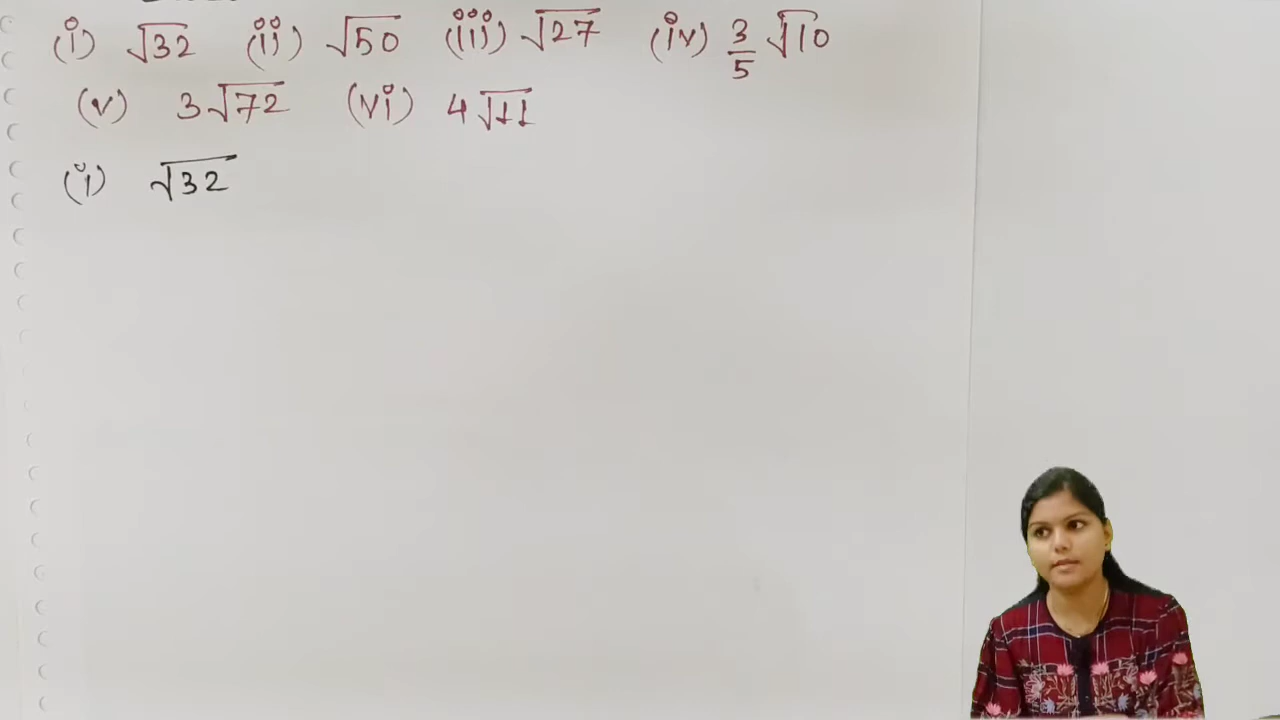 (i) √32 (ii) √50 (iii) √27 (iv) 3/5 √10
(v) 3√72 (vi) 4√11
(i) √32